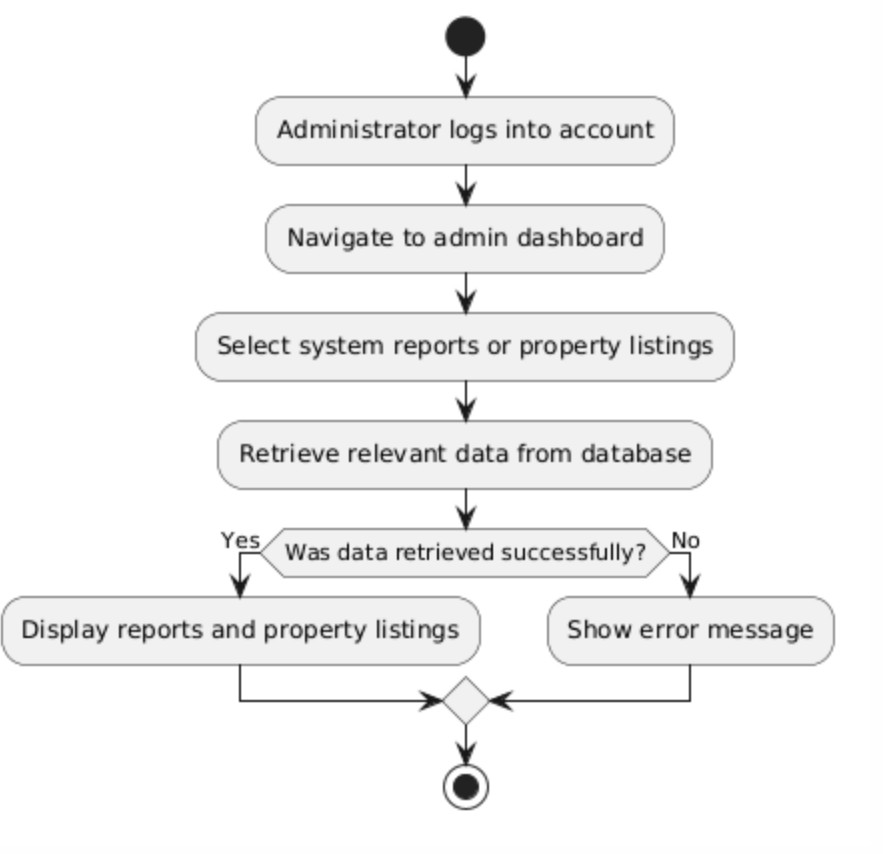 Administrator logs into account
Navigate to admin dashboard
Select system reports or property listings
Retrieve relevant data from database
Yes
Was data retrieved successfully?
No
Display reports and property listings
Show error message